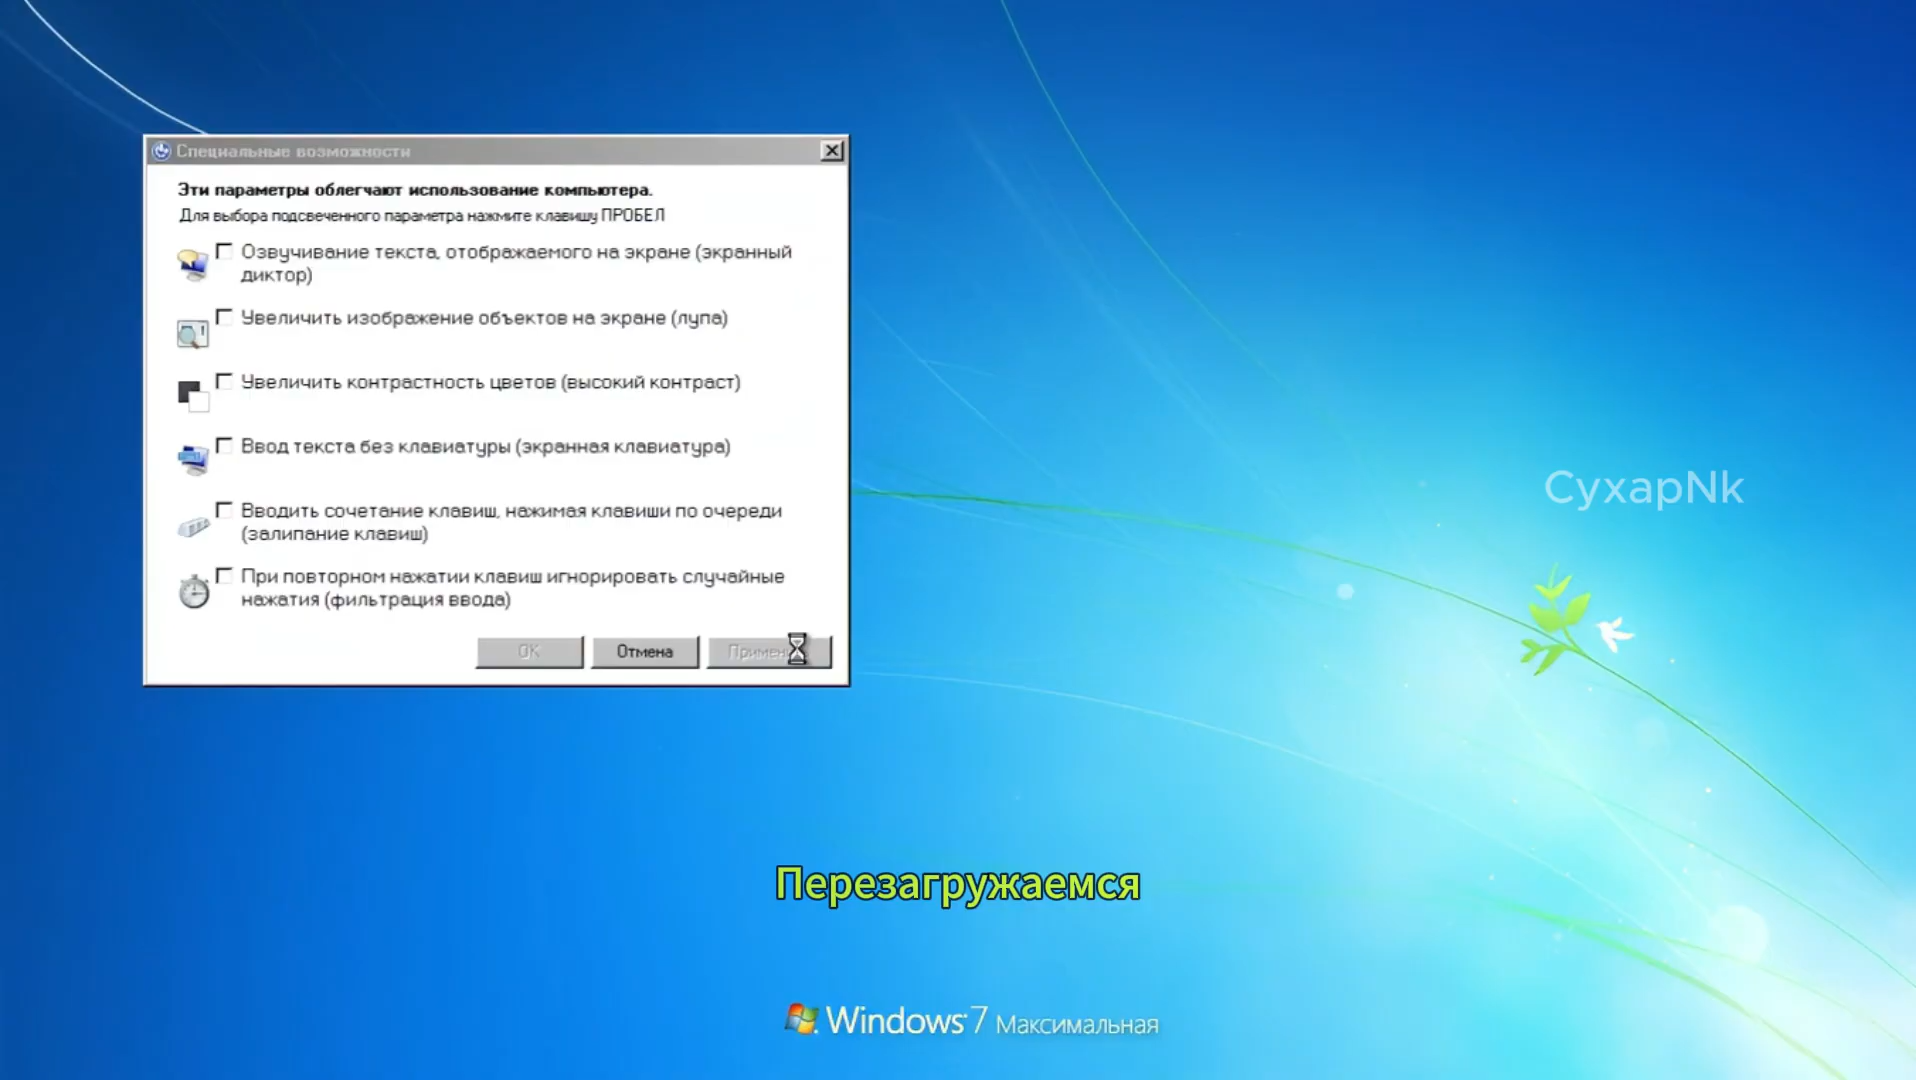 Специальные возможности
Эти параметры облегчают использование компьютера.
Для выбора подсвеченного параметра нажмите клавишу ПРОБЕЛ
Озвучивание текста, отображаемого на экране (экранный
диктор)
Увеличить изображение объектов на экране (лупа)
Увеличить контрастность цветов (высокий контраст)
Ввод текста без клавиатуры (экранная клавиатура)
Вводить сочетание клавиш, нажимая клавиши по очереди
(залипание клавиш)
При повторном нажатии клавиш игнорировать случайные
нажатия (фильтрация ввода)
OK
Отмена
СухарNk
Перезагружаемся
Windows 7 Максимальная